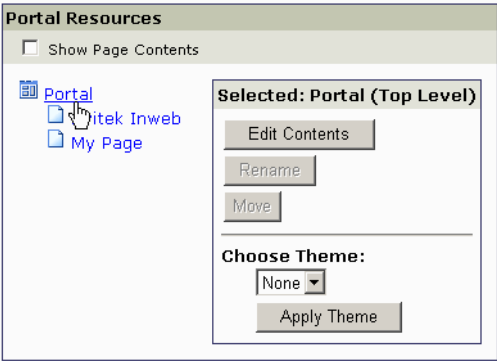 Portal Resources
Show Page Contents
Portal
Inweb
My Page
Selected: Portal (Top Level)
Edit Contents
Rename
Move
Choose Theme:
None
Apply Theme